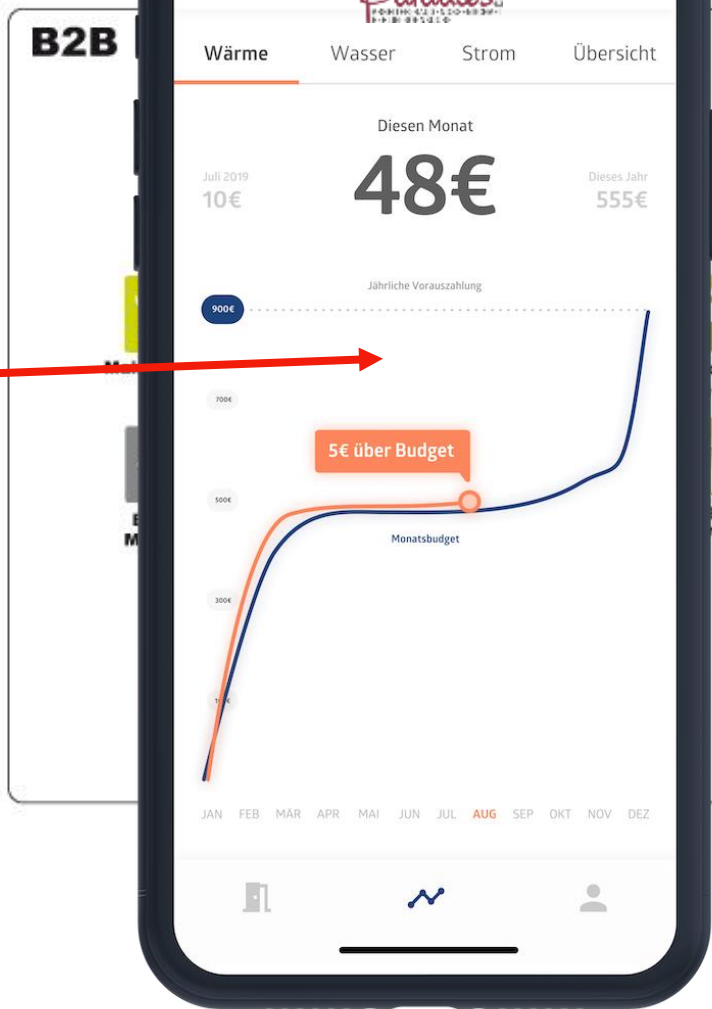 B2B
Wärme Wasser Strom Übersicht
Diesen Monat
Juli 2019
10€
48€
Dieses Jahr
555€
Jährliche Vorauszahlung
900€
700€
5€ über Budget
500€
Monatsbudget
300€
JAN FEB MÄR APR MAI JUN JUL AUG SEP OKT NOV DEZ